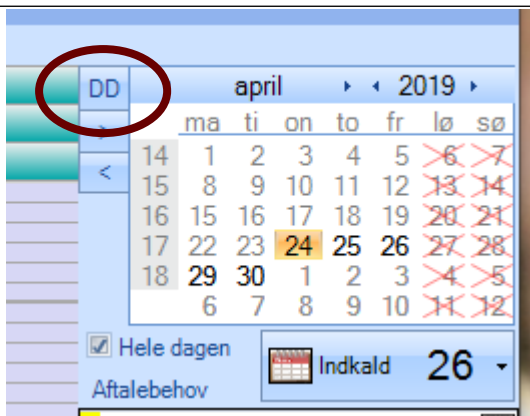 DD april 2019
> ma ti on to fr lø sø
< 14 1 2 3 4 5 6 7
15 8 9 10 11 12 13 14
16 15 16 17 18 19 20 21
17 22 23 24 25 26 27 28
18 29 30 1 2 3 4 5
6 7 8 9 10 11 12
Hele dagen
Indkald 26
Aftalebehov